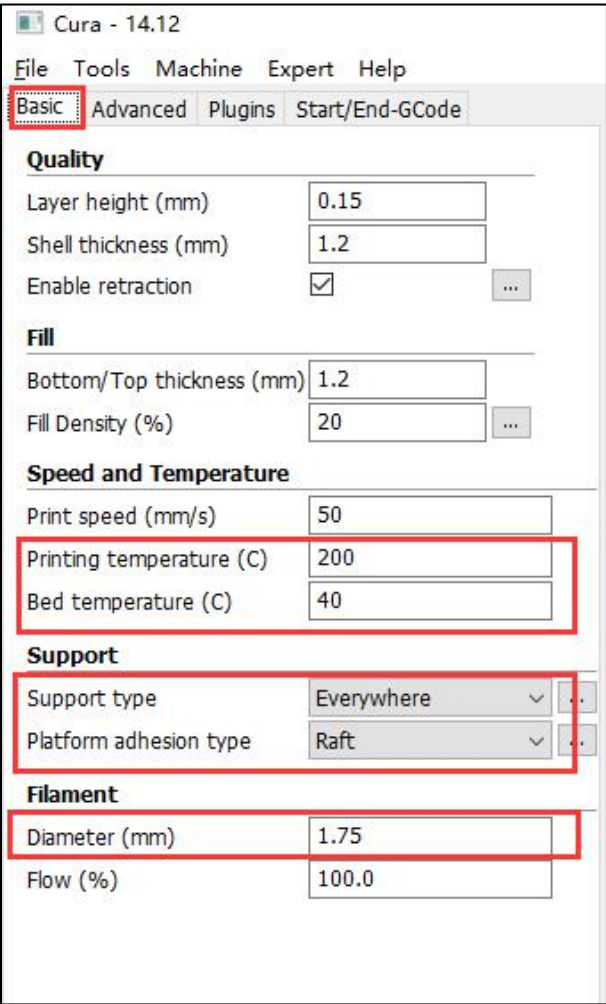 Cura - 14.12
File Tools Machine Expert Help
Basic Advanced Plugins Start/End-GCode
Quality
Layer height (mm) 0.15
Shell thickness (mm) 1.2
Enable retraction ...
Fill
Bottom/Top thickness (mm) 1.2
Fill Density (%) 20 ...
Speed and Temperature
Print speed (mm/s) 50
Printing temperature (C) 200
Bed temperature (C) 40
Support
Support type Everywhere ...
Platform adhesion type Raft ...
Filament
Diameter (mm) 1.75
Flow (%) 100.0